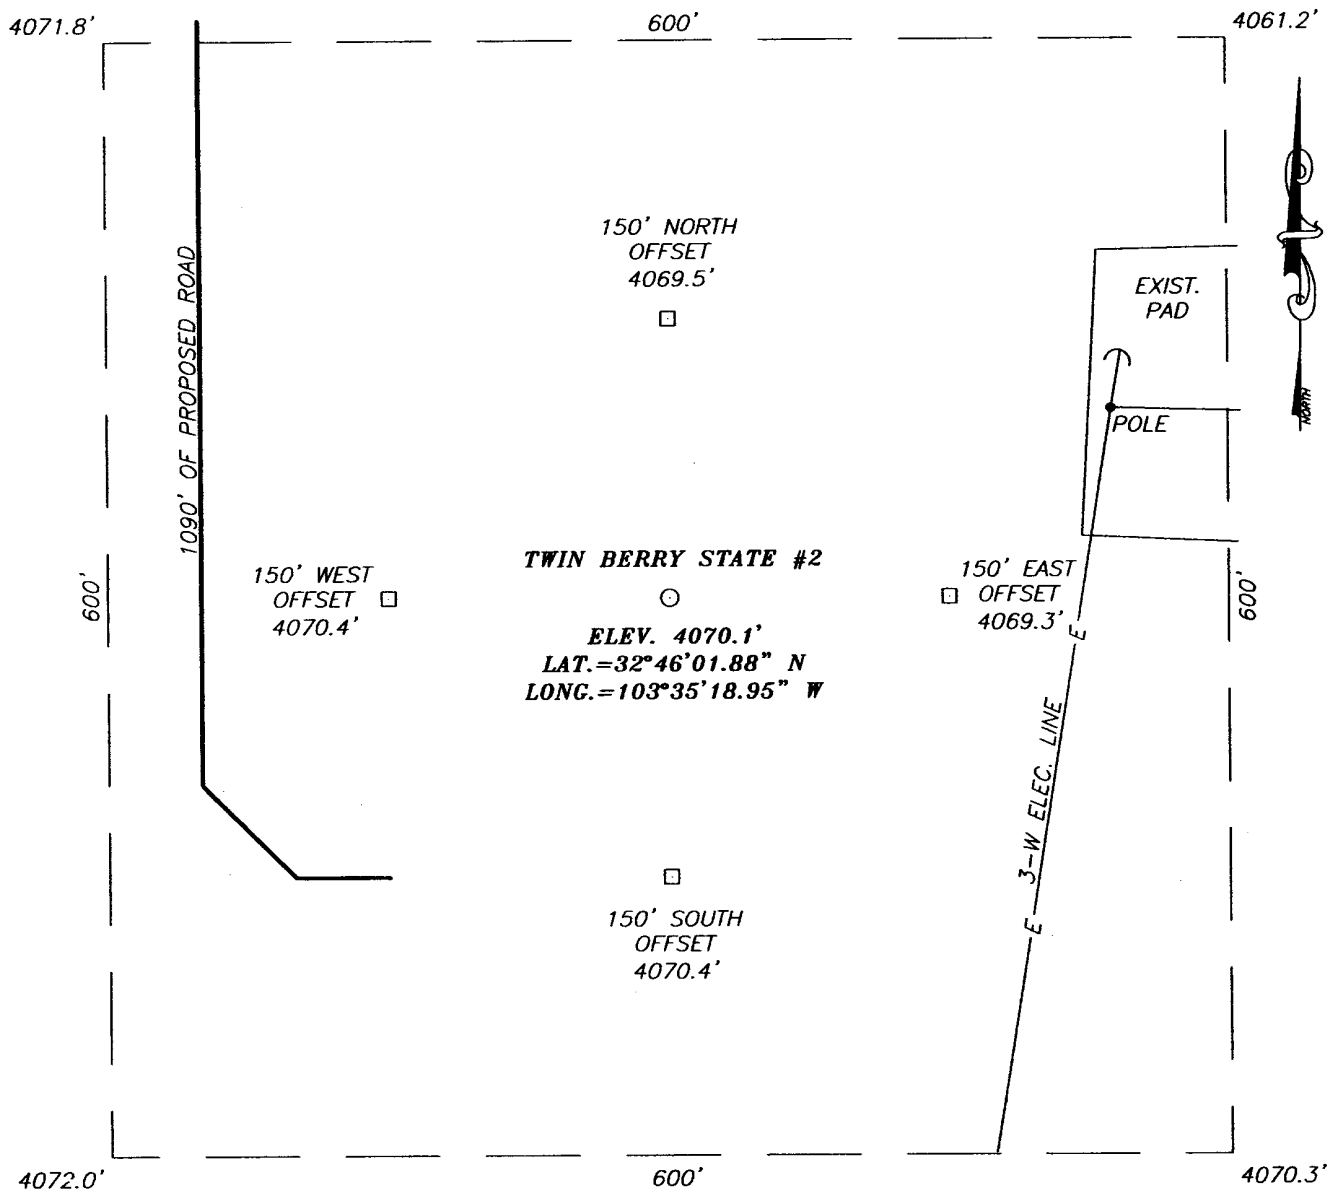 4071.8'
600'
4061.2'
150' NORTH
OFFSET
4069.5'
EXIST.
PAD
NORTH
POLE
1090' OF PROPOSED ROAD
TWIN BERRY STATE #2
150' WEST
OFFSET
4070.4'
150' EAST
OFFSET
4069.3'
600'
600'
ELEV. 4070.1'
LAT.=32°46'01.88" N
LONG.=103°35'18.95" W
E
3-W ELEC. LINE
E
150' SOUTH
OFFSET
4070.4'
4072.0'
600'
4070.3'